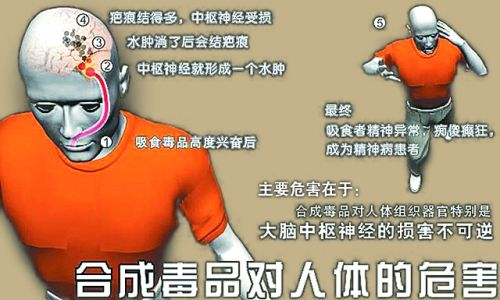 ④ 疤痕结得多，中枢神经受损
③ 水肿消了后会结疤痕
② 中枢神经就形成一个水肿
① 吸食毒品高度兴奋后
⑤
最终
吸食者精神异常：痴傻癫狂，
成为精神病患者
主要危害在于：
合成毒品对人体组织器官特别是
大脑中枢神经的损害不可逆
合成毒品对人体的危害